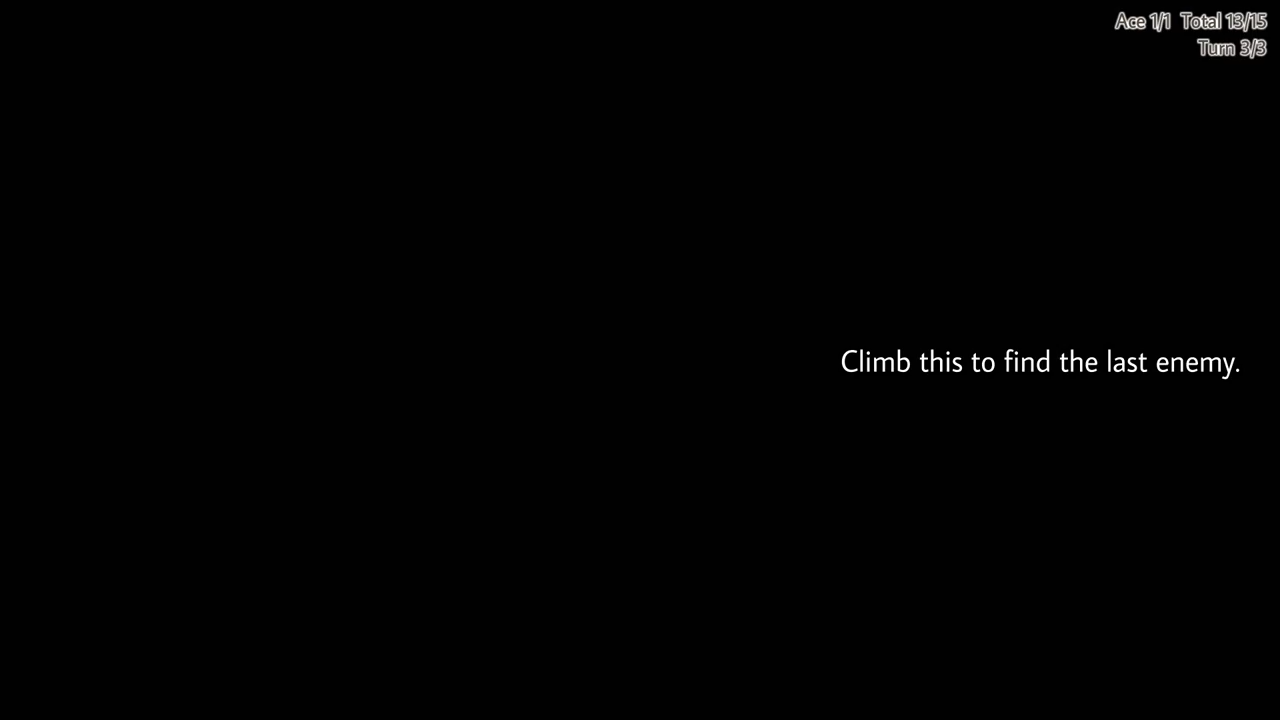 Ace 1/1 Total 13/15
Turn 3/3
Climb this to find the last enemy.